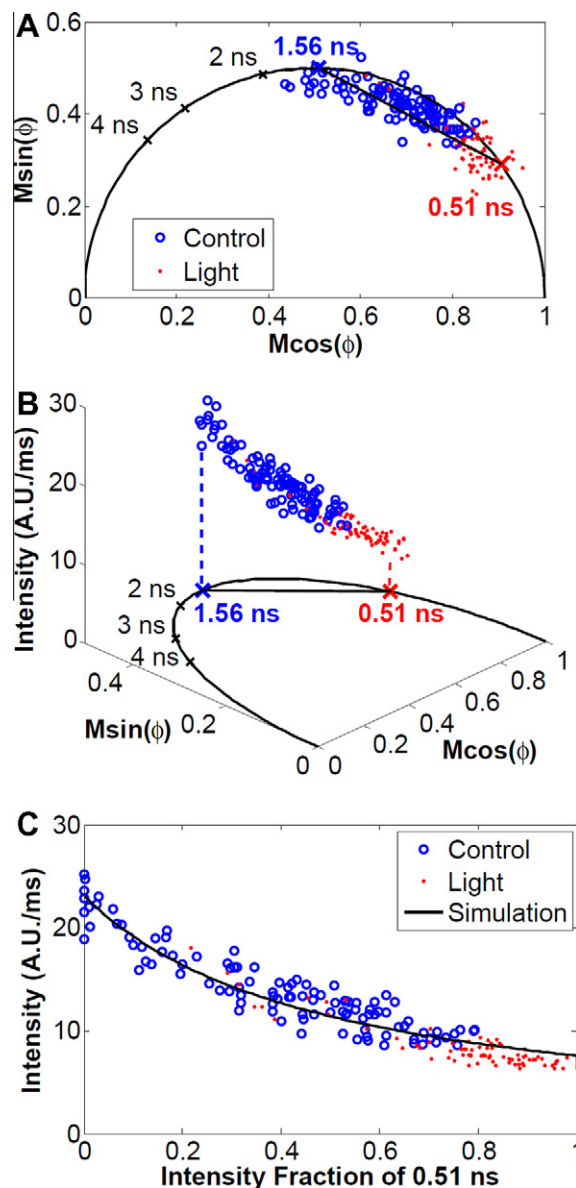 A
Msin(ϕ)
0.6
0.4
0.2
0
2 ns
3 ns
4 ns
1.56 ns
0.51 ns
Control
Light
0 0.2 0.4 0.6 0.8 1
Mcos(ϕ)
B
Intensity (A.U./ms)
30
20
10
0
2 ns
3 ns
4 ns
1.56 ns
0.51 ns
0.4
0.2
0
Msin(ϕ)
0 0.2 0.4 0.6 0.8 1
Mcos(ϕ)
C
Intensity (A.U./ms)
30
20
10
0
Control
Light
Simulation
0 0.2 0.4 0.6 0.8 1
Intensity Fraction of 0.51 ns